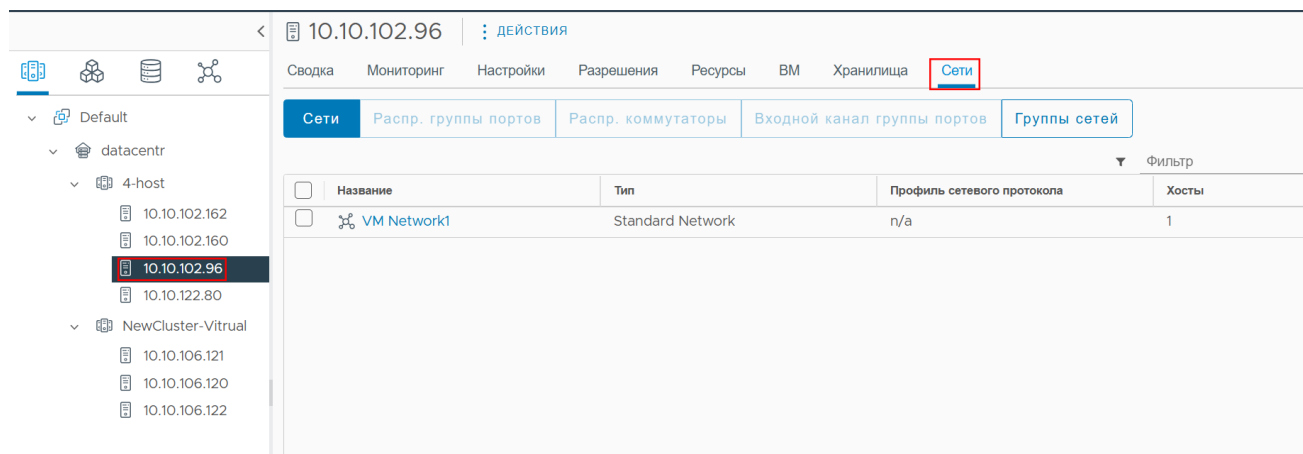 10.10.102.96
ДЕЙСТВИЯ
Сводка Мониторинг Настройки Разрешения Ресурсы ВМ Хранилища Сети
Default
datacentr
4-host
10.10.102.162
10.10.102.160
10.10.102.96
10.10.122.80
NewCluster-Vitrual
10.10.106.121
10.10.106.120
10.10.106.122
Сети Распр. группы портов Распр. коммутаторы Входной канал группы портов Группы сетей
Фильтр
Название Тип Профиль сетевого протокола Хосты
VM Network1 Standard Network n/a 1